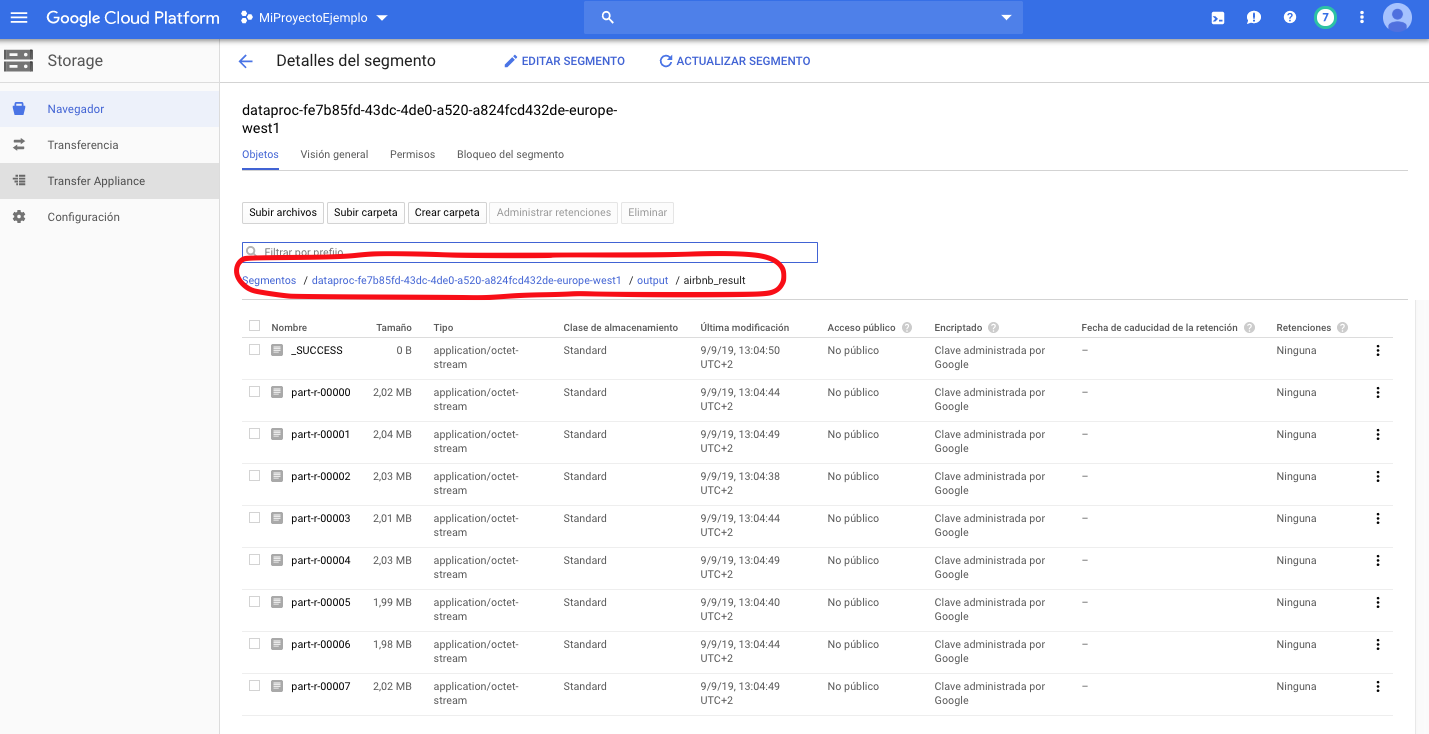 Google Cloud Platform MiProyectoEjemplo 7
Storage
Detalles del segmento EDITAR SEGMENTO ACTUALIZAR SEGMENTO
Navegador
Transferencia
Transfer Appliance
Configuración
dataproc-fe7b85fd-43dc-4de0-a520-a824fcd432de-europe-
west1
Objetos Visión general Permisos Bloqueo del segmento
Subir archivos Subir carpeta Crear carpeta Administrar retenciones Eliminar
Filtrar por prefijo
Segmentos / dataproc-fe7b85fd-43dc-4de0-a520-a824fcd432de-europe-west1 / output / airbnb_result
Nombre Tamaño Tipo Clase de almacenamiento Última modificación Acceso público ? Encriptado ? Fecha de caducidad de la retención ? Retenciones ?
_SUCCESS 0 B application/octet- Standard 9/9/19, 13:04:50 No público Clave administrada por – Ninguna
stream UTC+2 Google
part-r-00000 2,02 MB application/octet- Standard 9/9/19, 13:04:44 No público Clave administrada por – Ninguna
stream UTC+2 Google
part-r-00001 2,04 MB application/octet- Standard 9/9/19, 13:04:49 No público Clave administrada por – Ninguna
stream UTC+2 Google
part-r-00002 2,03 MB application/octet- Standard 9/9/19, 13:04:38 No público Clave administrada por – Ninguna
stream UTC+2 Google
part-r-00003 2,01 MB application/octet- Standard 9/9/19, 13:04:44 No público Clave administrada por – Ninguna
stream UTC+2 Google
part-r-00004 2,03 MB application/octet- Standard 9/9/19, 13:04:49 No público Clave administrada por – Ninguna
stream UTC+2 Google
part-r-00005 1,99 MB application/octet- Standard 9/9/19, 13:04:40 No público Clave administrada por – Ninguna
stream UTC+2 Google
part-r-00006 1,98 MB application/octet- Standard 9/9/19, 13:04:44 No público Clave administrada por – Ninguna
stream UTC+2 Google
part-r-00007 2,02 MB application/octet- Standard 9/9/19, 13:04:49 No público Clave administrada por – Ninguna
stream UTC+2 Google